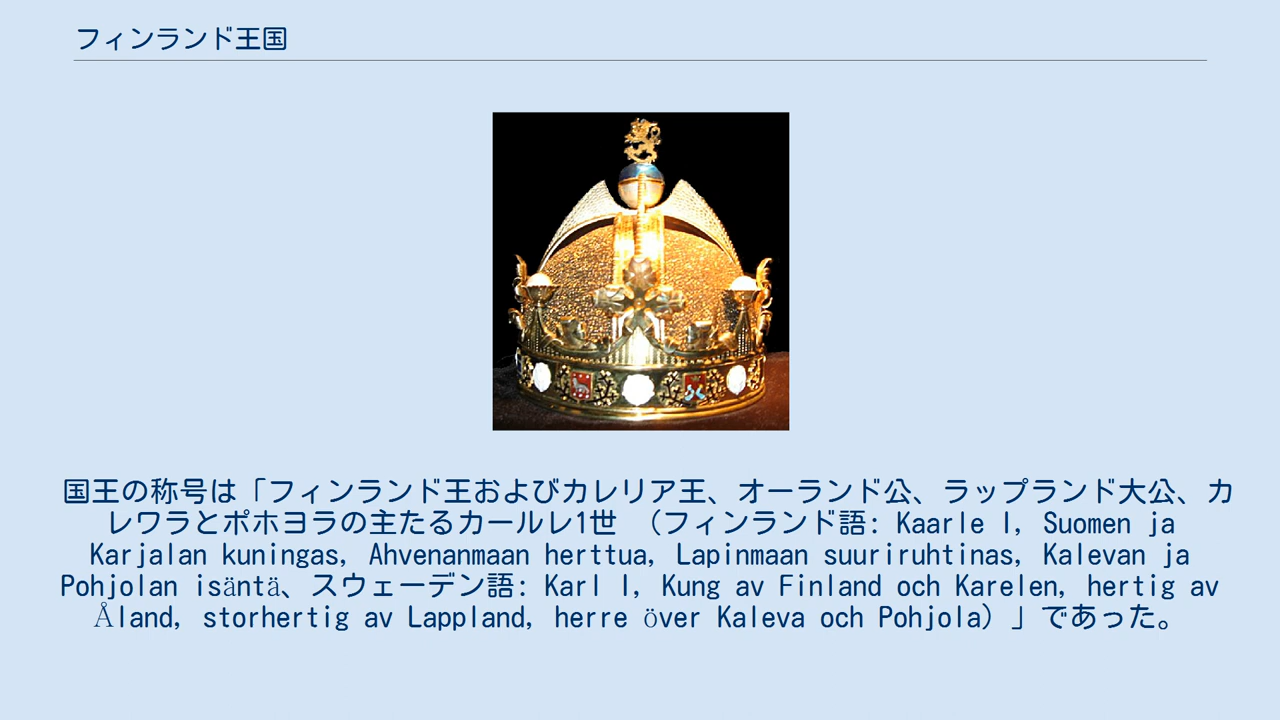 フィンランド王国
国王の称号は「フィンランド王およびカレリア王、オーランド公、ラップランド大公、カ
レワラとポホヨラの主たるカールレ1世 （フィンランド語: Kaarle I, Suomen ja
Karjalan kuningas, Ahvenanmaan herttua, Lapinmaan suuriruhtinas, Kalevan ja
Pohjolan isäntä、スウェーデン語: Karl I, Kung av Finland och Karelen, hertig av
Åland, storhertig av Lappland, herre över Kaleva och Pohjola）」であった。